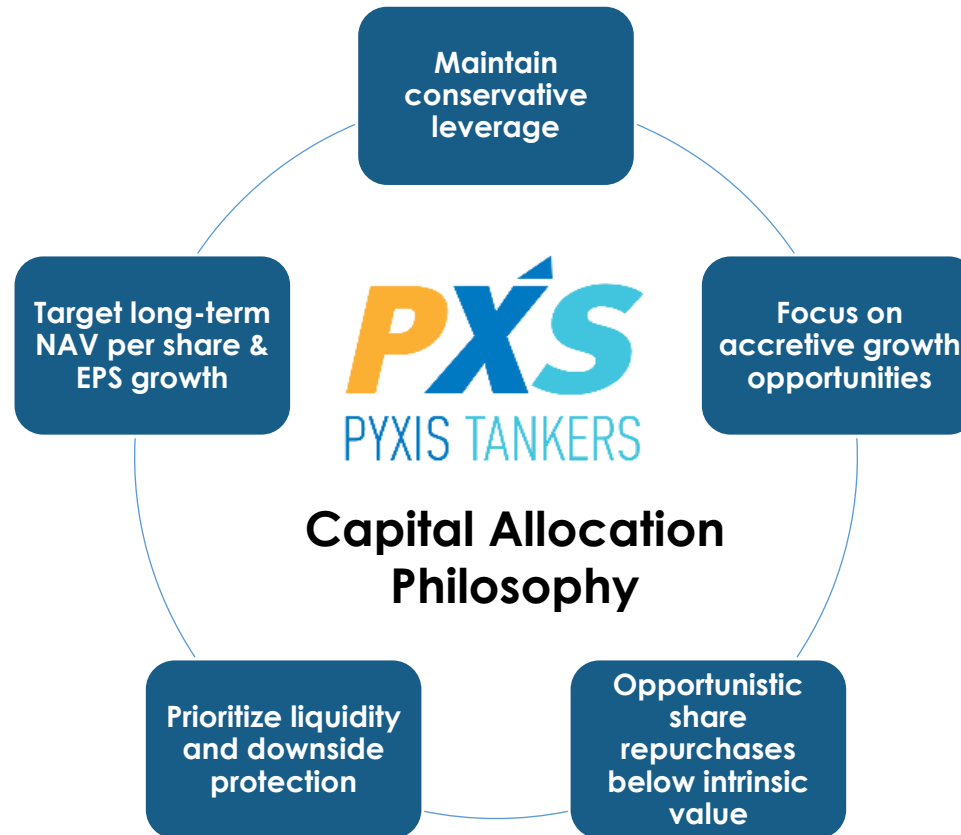 Maintain
conservative
leverage
Target long-term
NAV per share &
EPS growth
PXS
PYXIS TANKERS
Focus on
accretive growth
opportunities
Capital Allocation
Philosophy
Prioritize liquidity
and downside
protection
Opportunistic
share
repurchases
below intrinsic
value